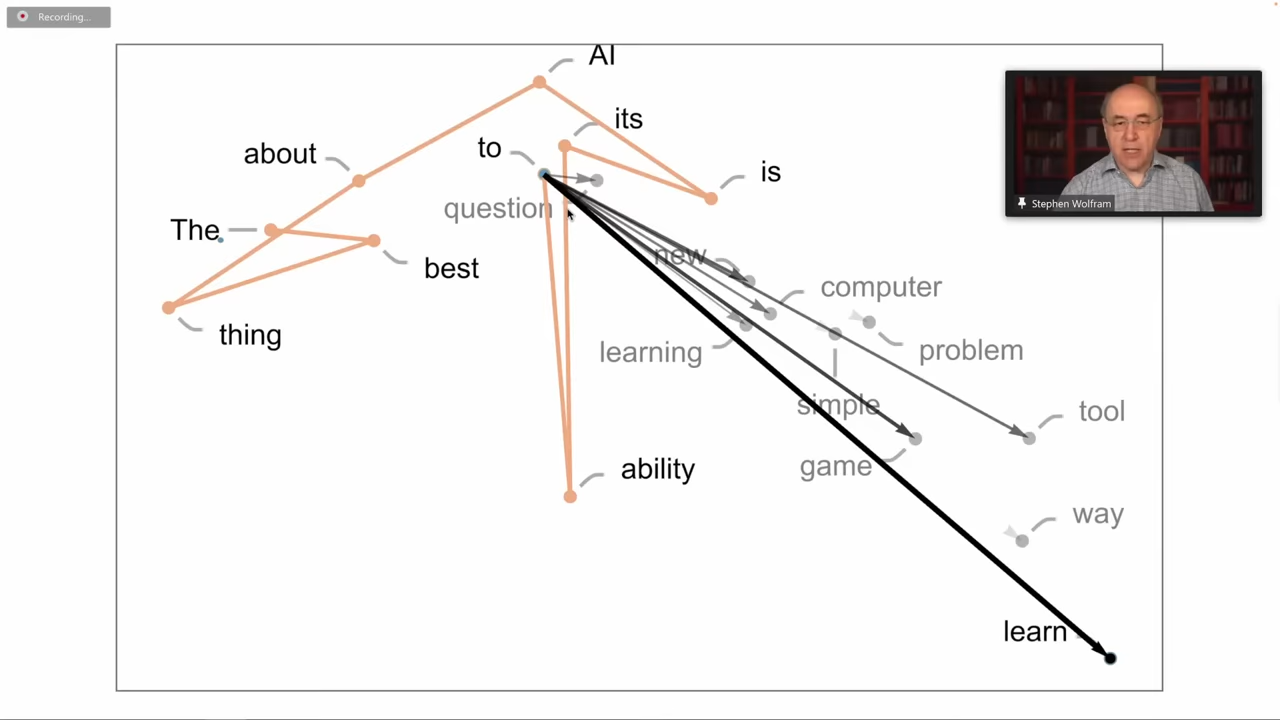 Recording...
AI
its
to
about
is
question
The
new
best
computer
thing
learning
problem
simple
tool
game
ability
way
learn
Stephen Wolfram